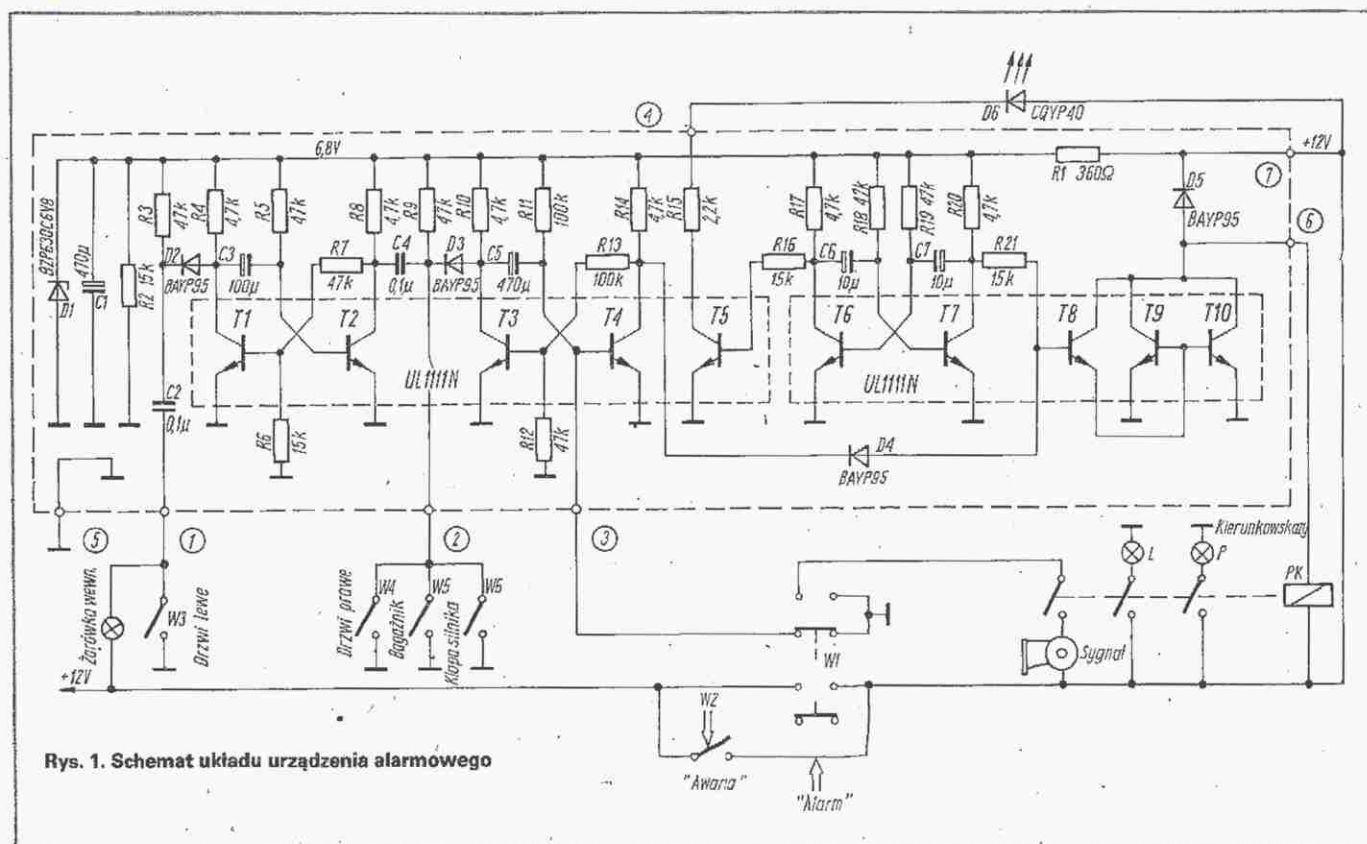 D6
CQYP40
4
6,8V
+12V
R1 360Ω
7
D5
BAYP95
6
BZPE30C6V8
D1
470µ
C1
R2 15k
R3
47k
R4
4,7k
R5
47k
R8
4,7k
R9
47k
R10
4,7k
R11
100k
R14
4,7k
R15
2,2k
R17
4,7k
R18 47k
R19 47k
R20
4,7k
D2
BAYP95
C3
100µ
R7
47k
C4
0,1µ
D3
BAYP95
C5
470µ
R13
100k
R16
15k
C6
10µ
C7
10µ
R21
15k
T1
T2
T3
T4
T5
T6
T7
T8
T9
T10
UL1111N
UL1111N
C2
0,1µ
R6
15k
R12
47k
D4
BAYP95
5
1
2
3
Żarówka wewn.
W3
Drzwi lewe
Drzwi prawe
W4
Bagażnik
W5
Klapa silnika
W6
Kierunkowskazy
L
P
PK
Sygnał
W1
+12V
W2
"Awaria"
"Alarm"
Rys. 1. Schemat układu urządzenia alarmowego